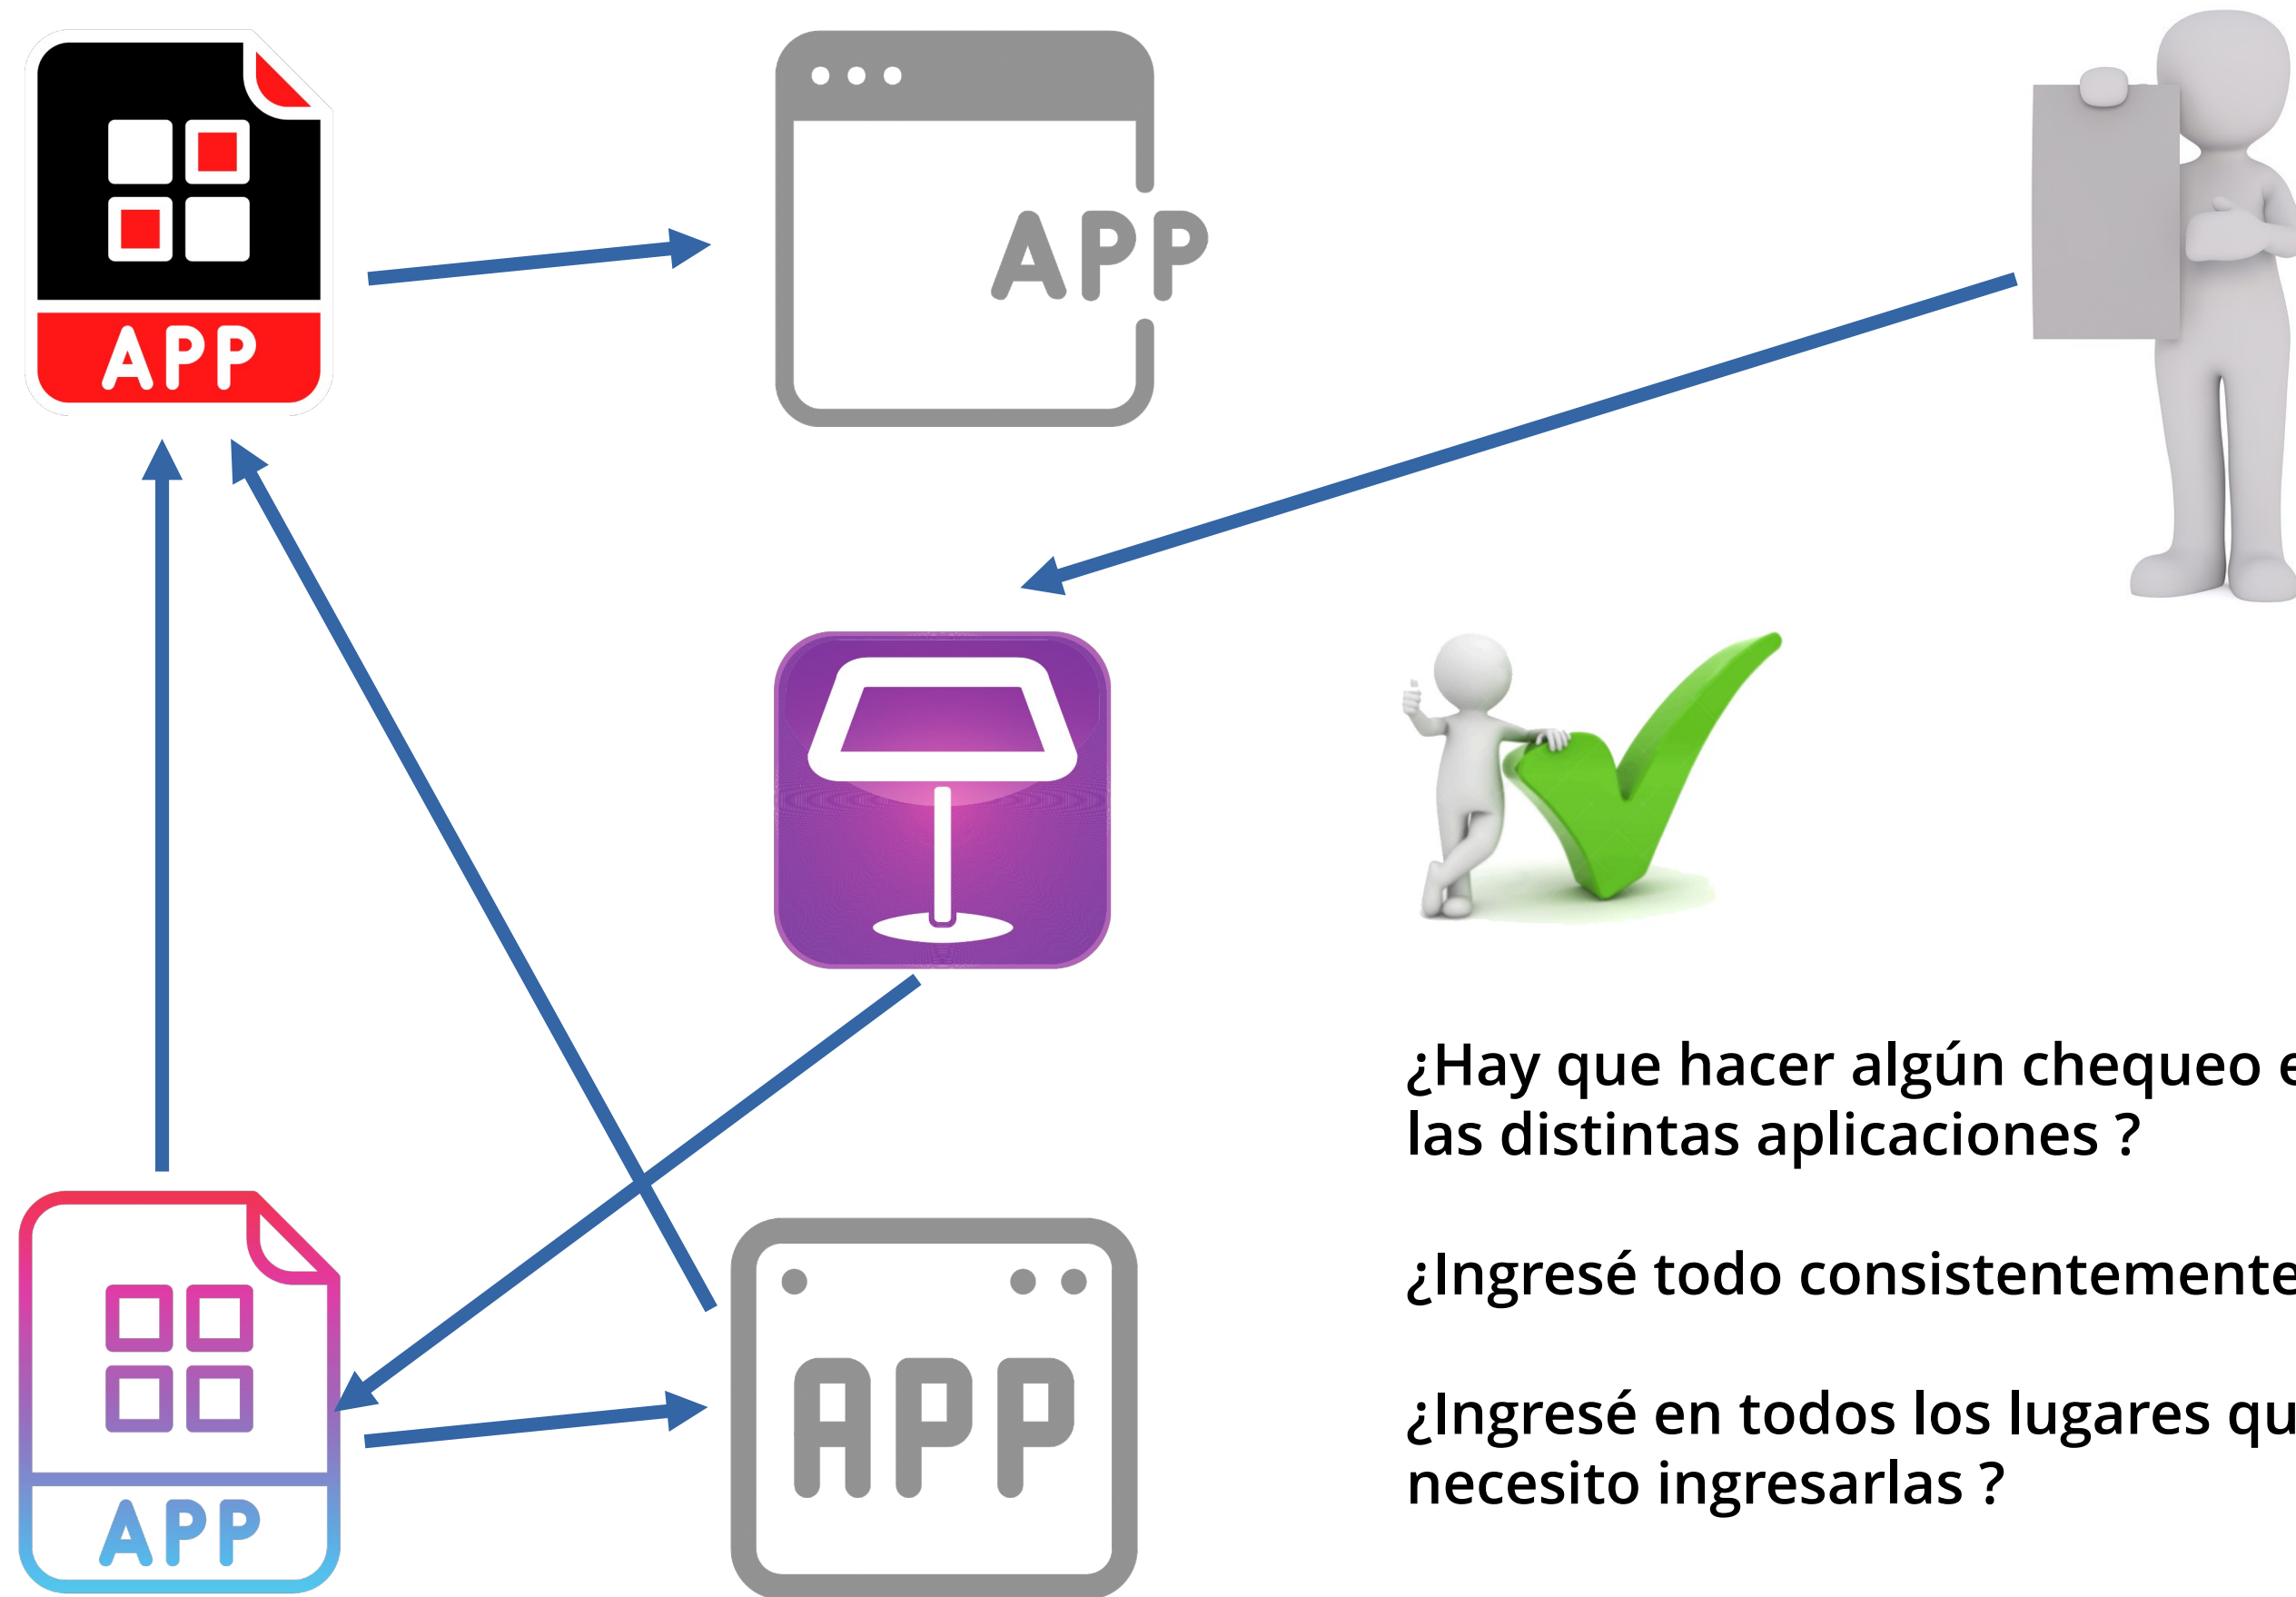 APP
APP
¿Hay que hacer algún chequeo
las distintas aplicaciones ?
¿Ingresé todo consistentemente
¿Ingresé en todos los lugares
necesito ingresarlas ?
APP
APP